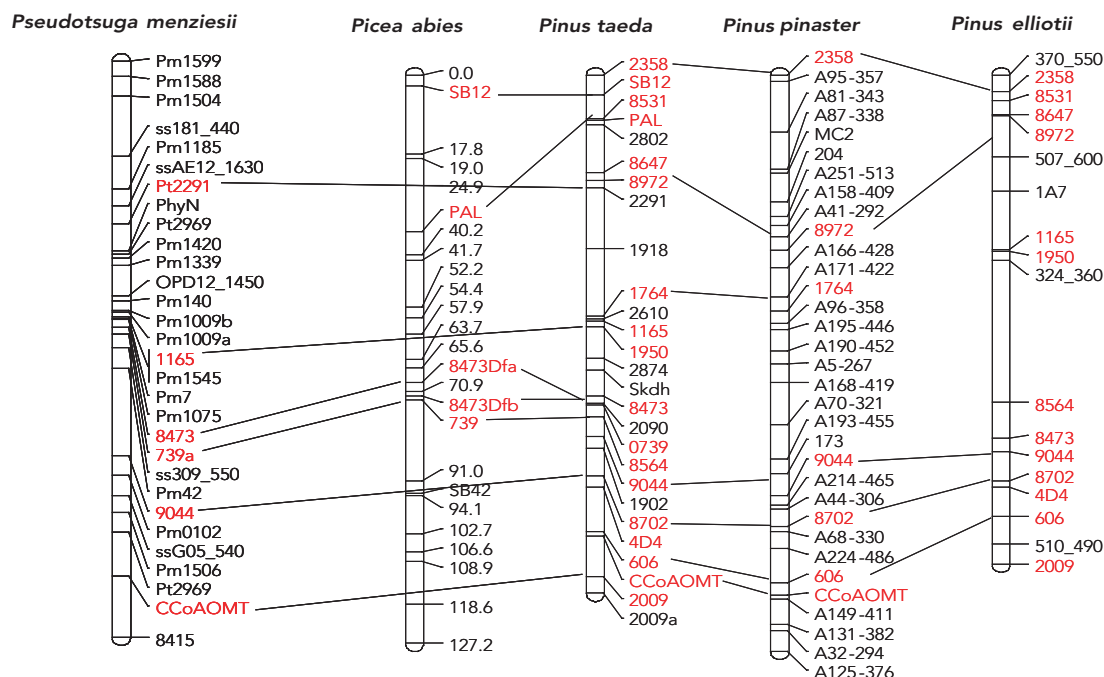 Pseudotsuga menziesii
Pm1599
Pm1588
Pm1504
ss181_440
Pm1185
ssAE12_1630
Pt2291
PhyN
Pt2969
Pm1420
Pm1339
OPD12_1450
Pm140
Pm1009b
Pm1009a
1165
Pm1545
Pm7
Pm1075
8473
739a
ss309_550
Pm42
9044
Pm0102
ssG05_540
Pm1506
Pt2969
CCoAOMT
8415
Picea abies
0.0
SB12
17.8
19.0
24.9
PAL
40.2
41.7
52.2
54.4
57.9
63.7
65.6
8473Dfa
70.9
8473Dfb
739
91.0
SB42
94.1
102.7
106.6
108.9
118.6
127.2
Pinus taeda
2358
SB12
8531
PAL
2802
8647
8972
2291
1918
1764
2610
1165
1950
2874
Skdh
8473
2090
0739
8564
9044
1902
8702
4D4
606
CCoAOMT
2009
2009a
Pinus pinaster
2358
A95-357
A81-343
A87-338
MC2
204
A251-513
A158-409
A41-292
8972
A166-428
A171-422
1764
A96-358
A195-446
A190-452
A5-267
A168-419
A70-321
A193-455
173
9044
A214-465
A44-306
8702
A68-330
A224-486
606
CCoAOMT
A149-411
A131-382
A32-294
A125-376
Pinus elliotii
370_550
2358
8531
8647
8972
507_600
1A7
1165
1950
324_360
8564
8473
9044
8702
4D4
606
510_490
2009